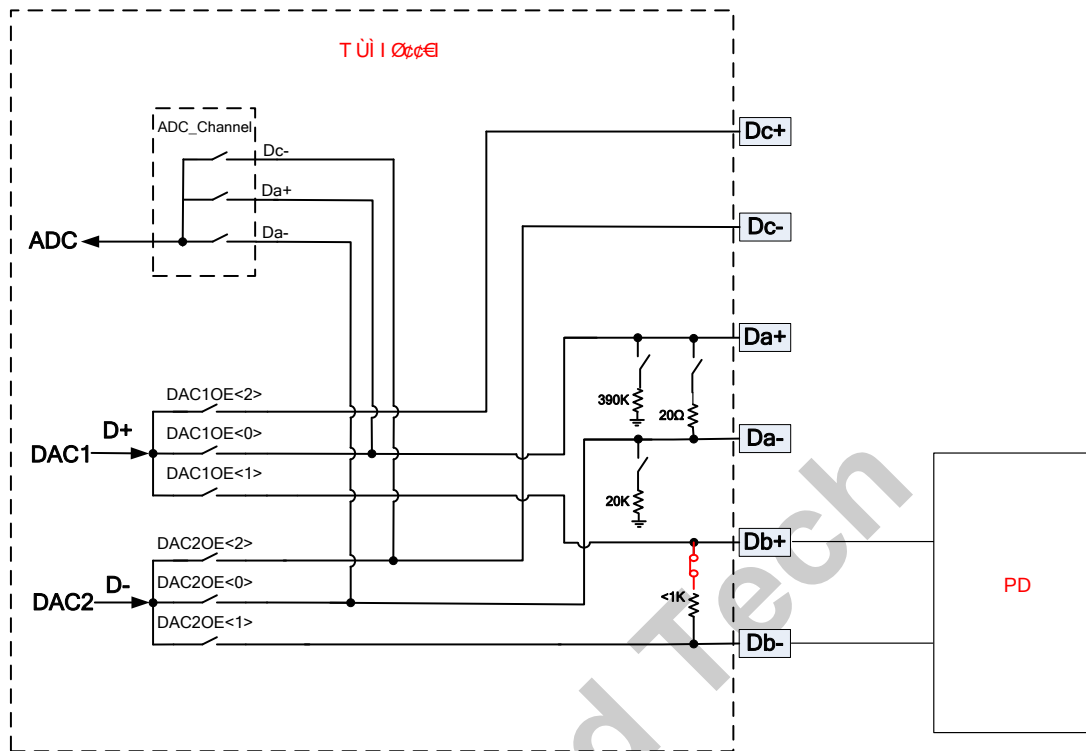 T ÙÌ I Ø¢¢€I
ADC_Channel
Dc-
Da+
Da-
ADC
Dc+
Dc-
Da+
390K
20Ω
Da-
20K
DAC1OE<2>
D+
DAC1OE<0>
DAC1
DAC1OE<1>
Db+
DAC2OE<2>
D-
DAC2OE<0>
DAC2
<1K
DAC2OE<1>
Db-
PD
d Tech